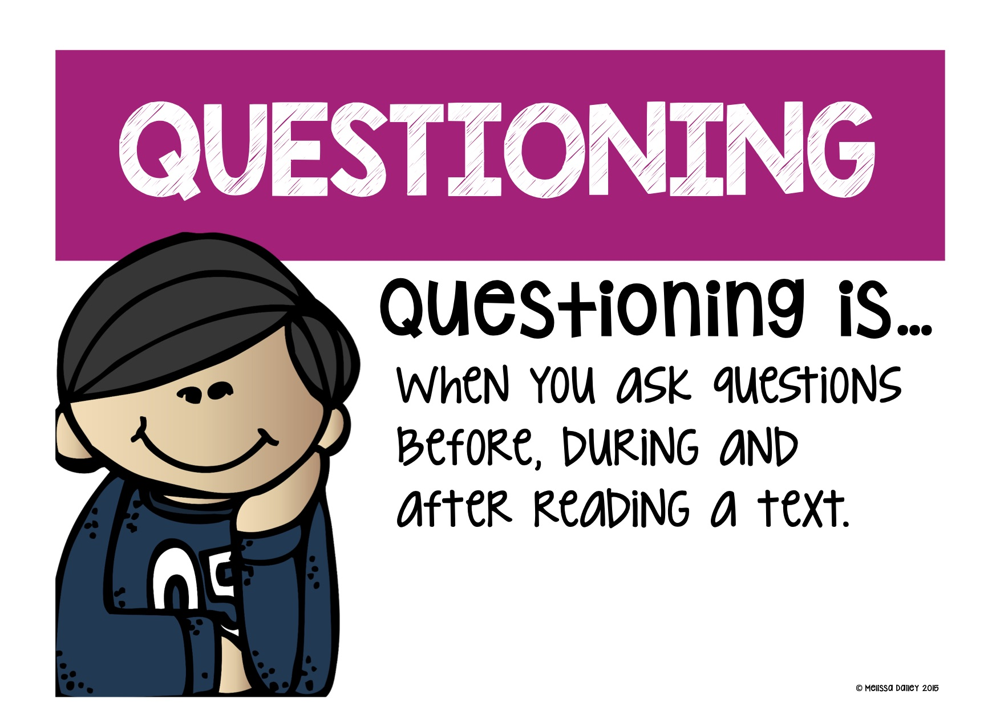 QUESTIONING
Questioning is...
When you ask questions
before, during and
after reading a text.
© Melissa Dailey 2015